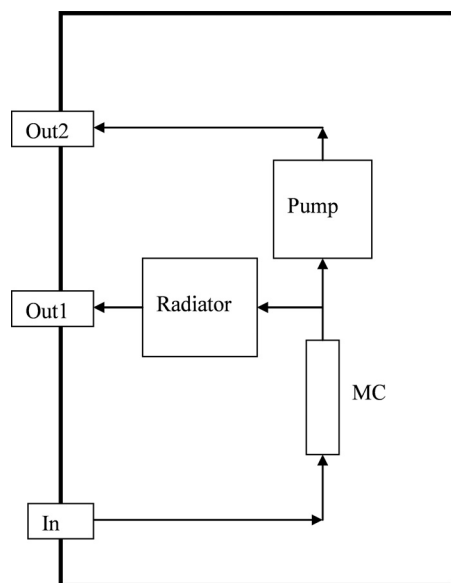 Out2
Pump
Out1
Radiator
MC
In